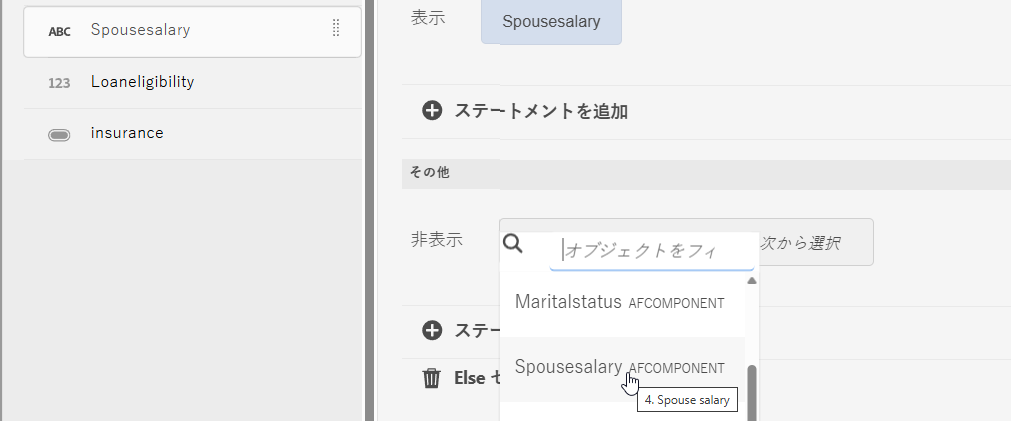 ABC Spousesalary
123 Loaneligibility
insurance
表示 Spousesalary
ステートメントを追加
その他
非表示
次から選択
オブジェクトをフィ
Maritalstatus AFCOMPONENT
Spousesalary AFCOMPONENT
4. Spouse salary
ステー
Else セ